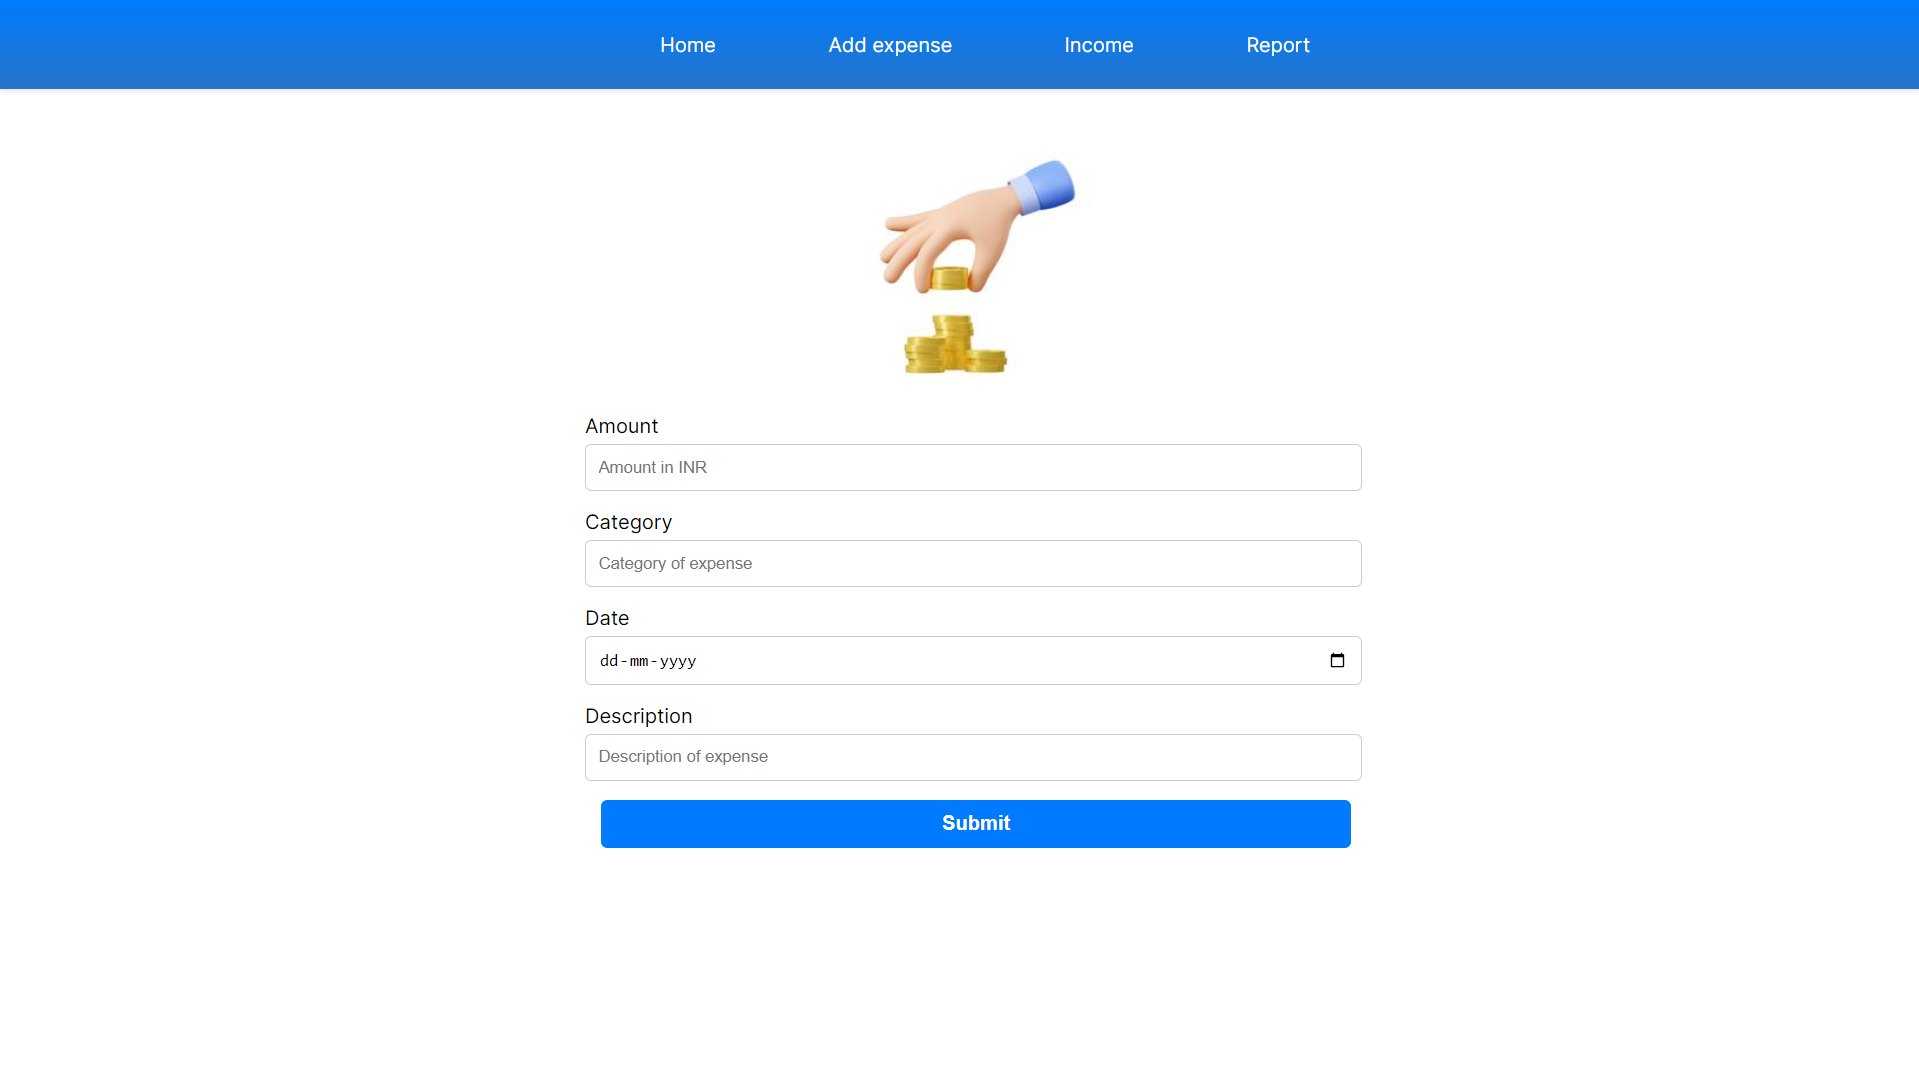 Home Add expense Income Report
Amount
Amount in INR
Category
Category of expense
Date
dd-mm-yyyy
Description
Description of expense
Submit